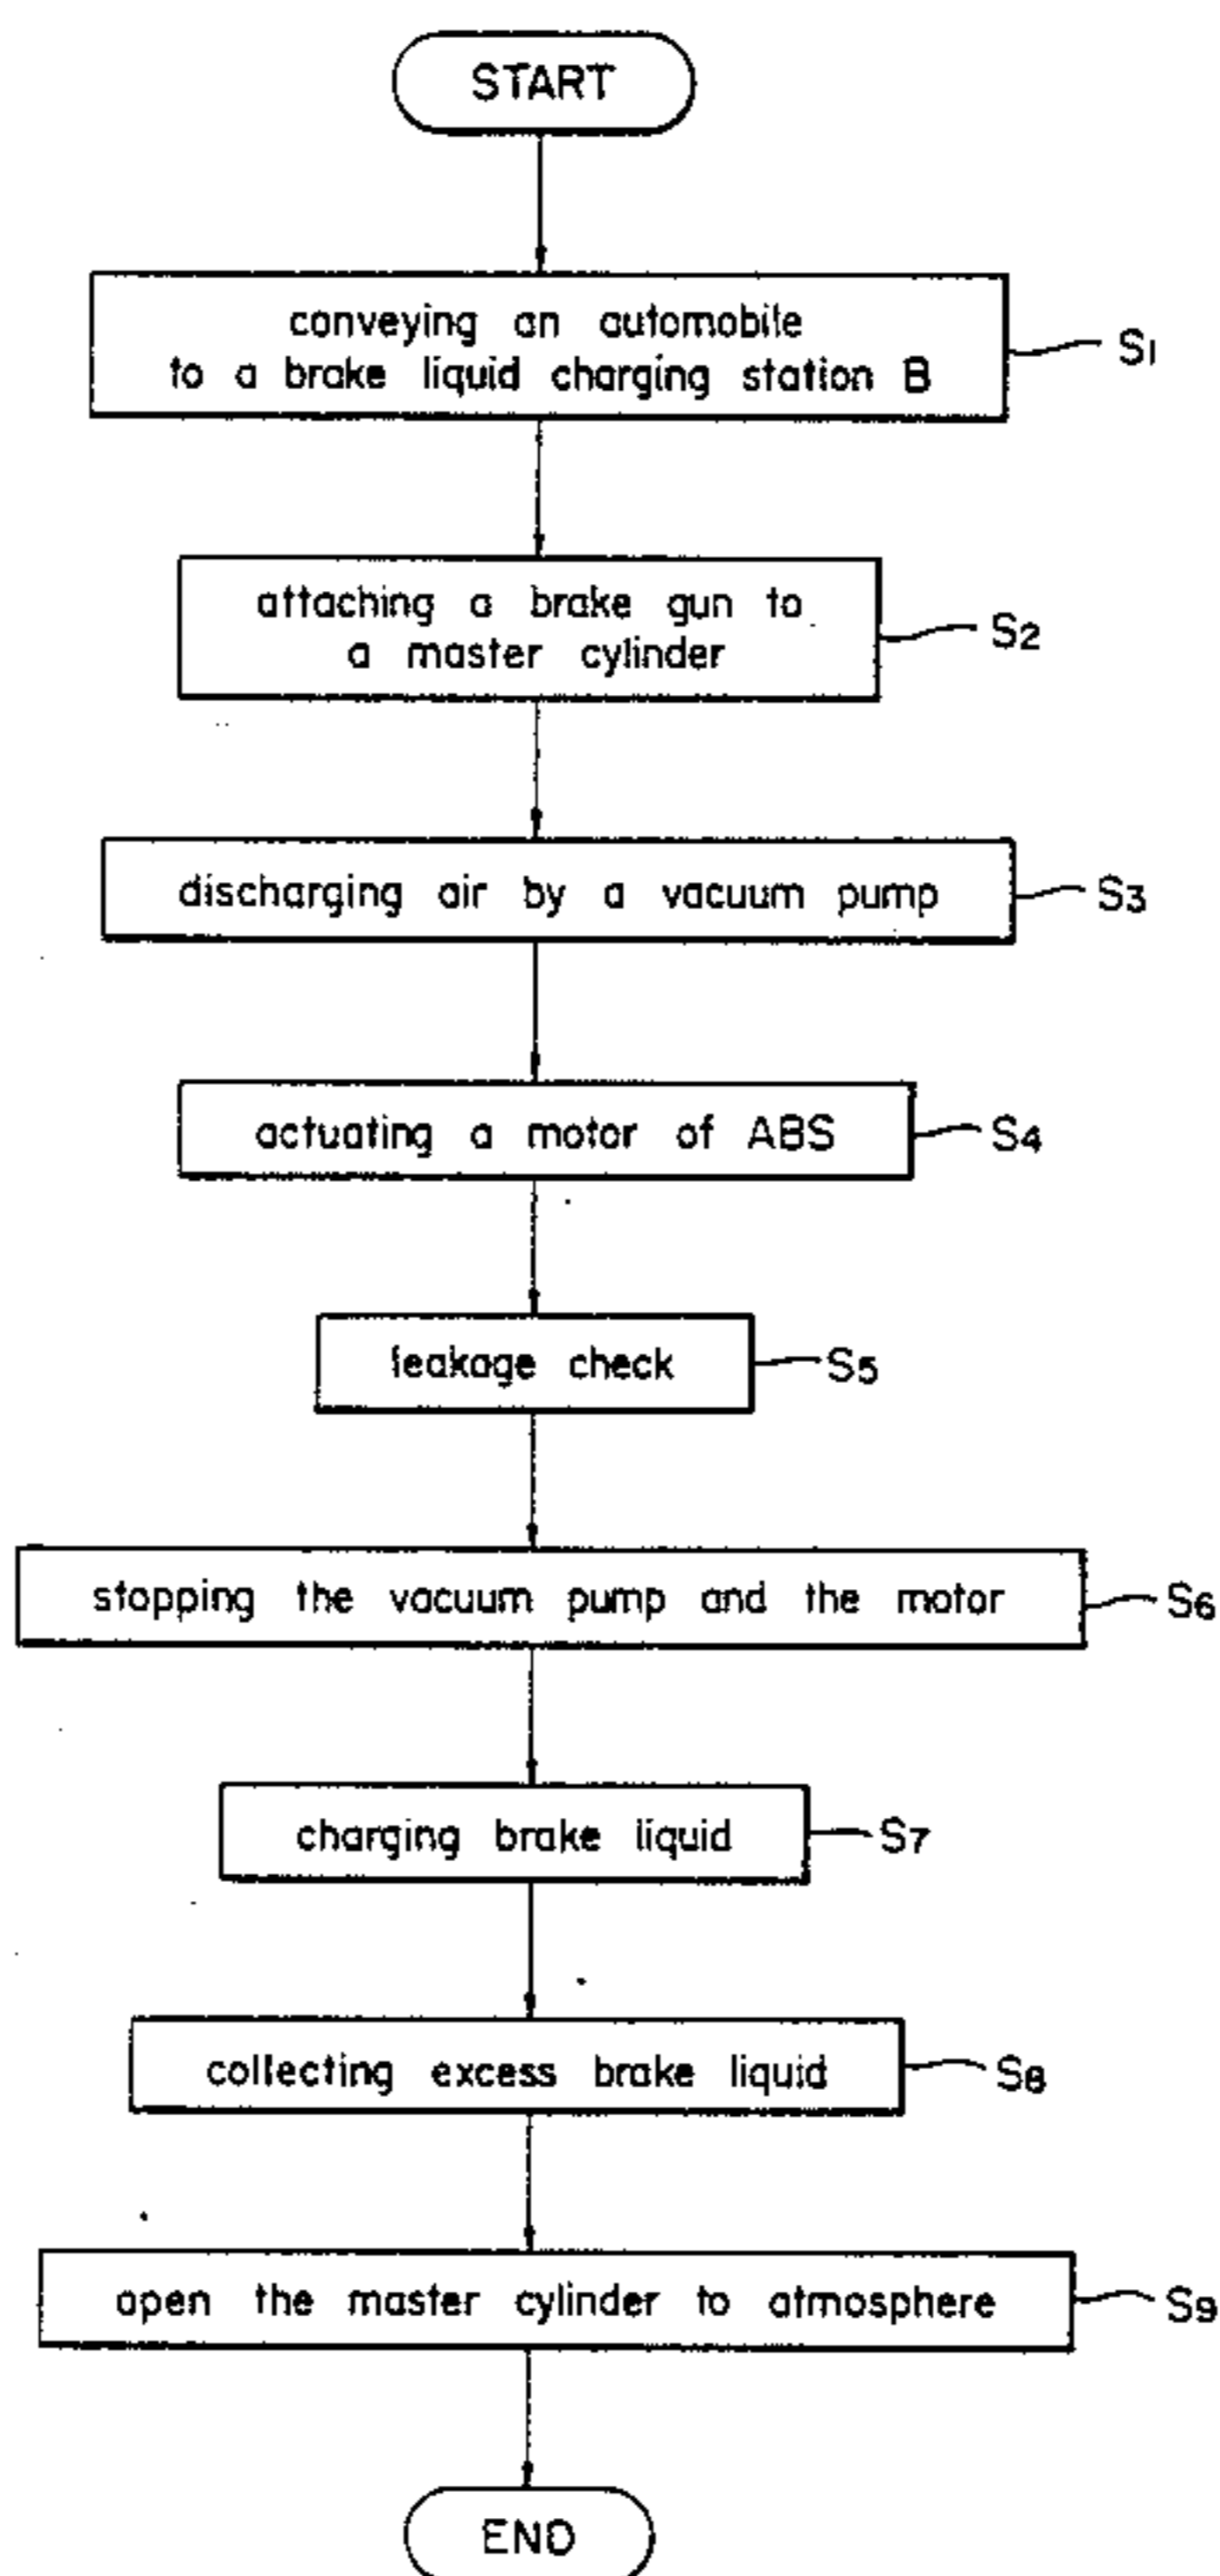 START
conveying an automobile
to a brake liquid charging station B
S1
attaching a brake gun to
a master cylinder
S2
discharging air by a vacuum pump
S3
actuating a motor of ABS
S4
leakage check
S5
stopping the vacuum pump and the motor
S6
charging brake liquid
S7
collecting excess brake liquid
S8
open the master cylinder to atmosphere
S9
END